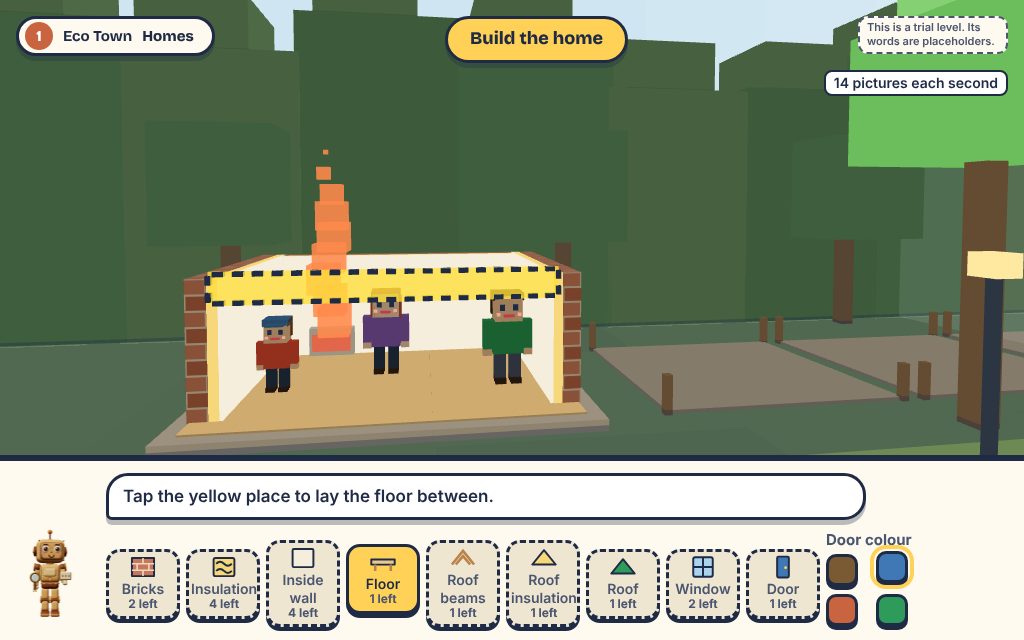 1 Eco Town Homes
Build the home
This is a trial level. Its
words are placeholders.
14 pictures each second
Tap the yellow place to lay the floor between.
Bricks
2 left
Insulation
4 left
Inside
wall
4 left
Floor
1 left
Roof
beams
1 left
Roof
insulation
1 left
Roof
1 left
Window
2 left
Door
1 left
Door colour